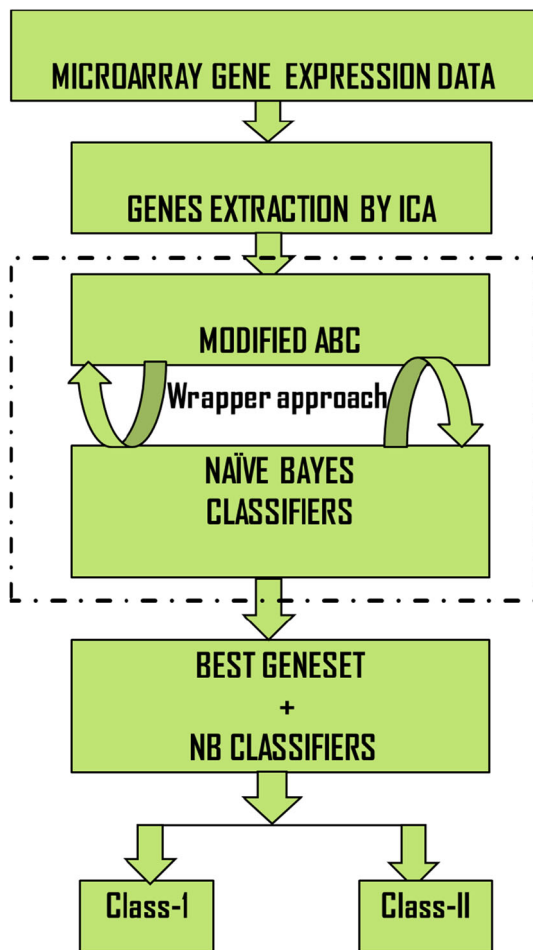 MICROARRAY GENE EXPRESSION DATA
GENES EXTRACTION BY ICA
MODIFIED ABC
Wrapper approach
NAÏVE BAYES
CLASSIFIERS
BEST GENESET
+
NB CLASSIFIERS
Class-1
Class-II